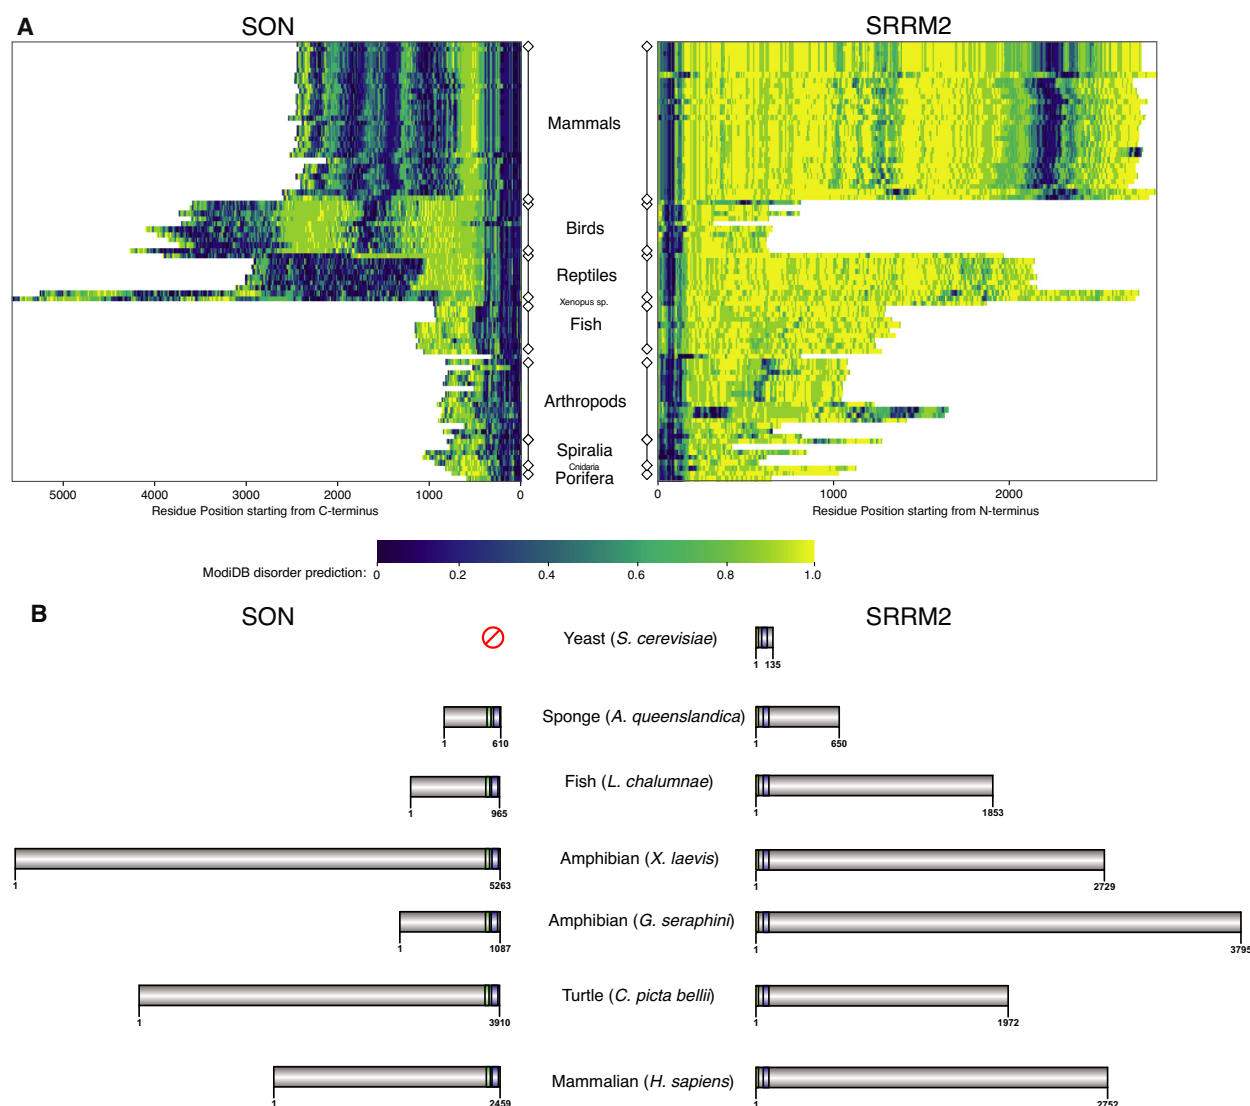 A
SON
SRRM2
Mammals
Birds
Reptiles
Xenopus sp.
Fish
Arthropods
Spiralia
Cnidaria
Porifera
5000 4000 3000 2000 1000 0
0 1000 2000
Residue Position starting from C-terminus
Residue Position starting from N-terminus
ModiDB disorder prediction: 0 0.2 0.4 0.6 0.8 1.0
B
SON
SRRM2
Yeast (S. cerevisiae)
1 135
Sponge (A. queenslandica)
1 610
1 650
Fish (L. chalumnae)
1 965
1 1853
Amphibian (X. laevis)
1 5263
1 2729
Amphibian (G. seraphini)
1 1087
1 3795
Turtle (C. picta bellii)
1 3910
1 1972
Mammalian (H. sapiens)
1 2459
1 2752